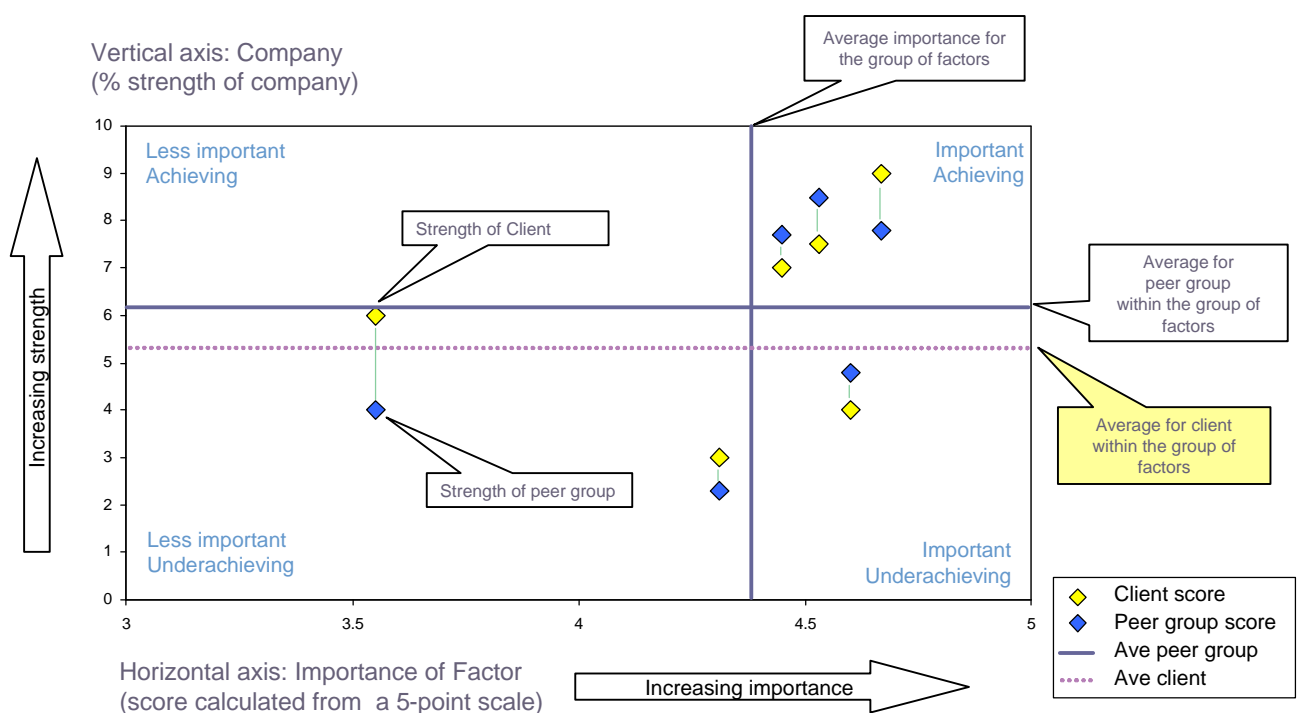 Vertical axis: Company
(% strength of company)
Average importance for
the group of factors
Increasing strength
10
9
8
7
6
5
4
3
2
1
0
Less important
Achieving
Important
Achieving
Strength of Client
Average for
peer group
within the group of
factors
Average for client
within the group of
factors
Strength of peer group
Less important
Underachieving
Important
Underachieving
3
3.5
4
4.5
5
Client score
Peer group score
Ave peer group
Ave client
Horizontal axis: Importance of Factor
(score calculated from a 5-point scale)
Increasing importance